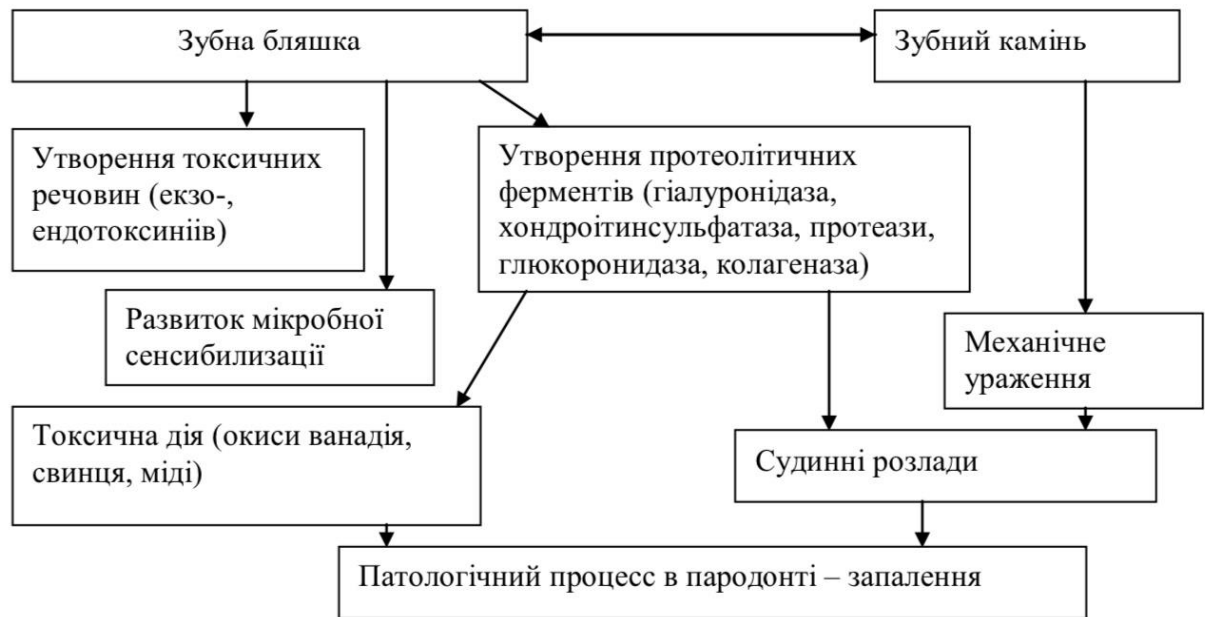 Зубна бляшка
Зубний камінь
Утворення токсичних
речовин (екзо-,
ендотоксиніів)
Утворення протеолітичних
ферментів (гіалуронідаза,
хондроітинсульфатаза, протеази,
глюкоронидаза, колагеназа)
Развиток мікробної
сенсибилизації
Механічне
ураження
Токсична дія (окиси ванадія,
свинця, міді)
Судинні розлади
Патологічний процесс в пародонті – запалення